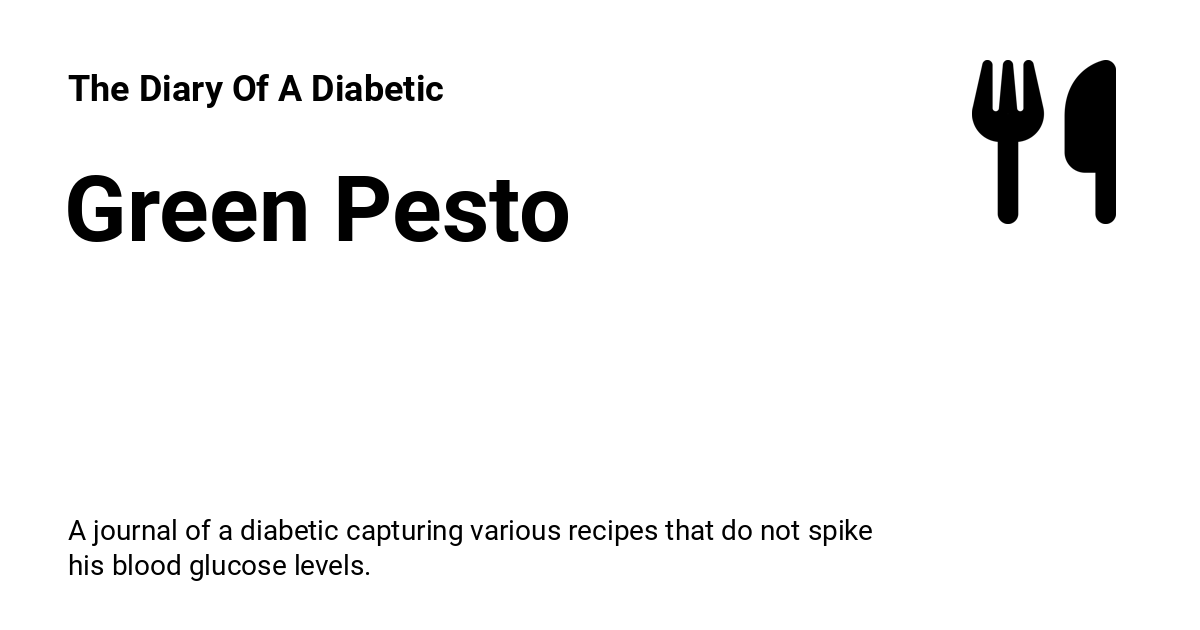 The Diary Of A Diabetic
Green Pesto
A journal of a diabetic capturing various recipes that do not spike
his blood glucose levels.